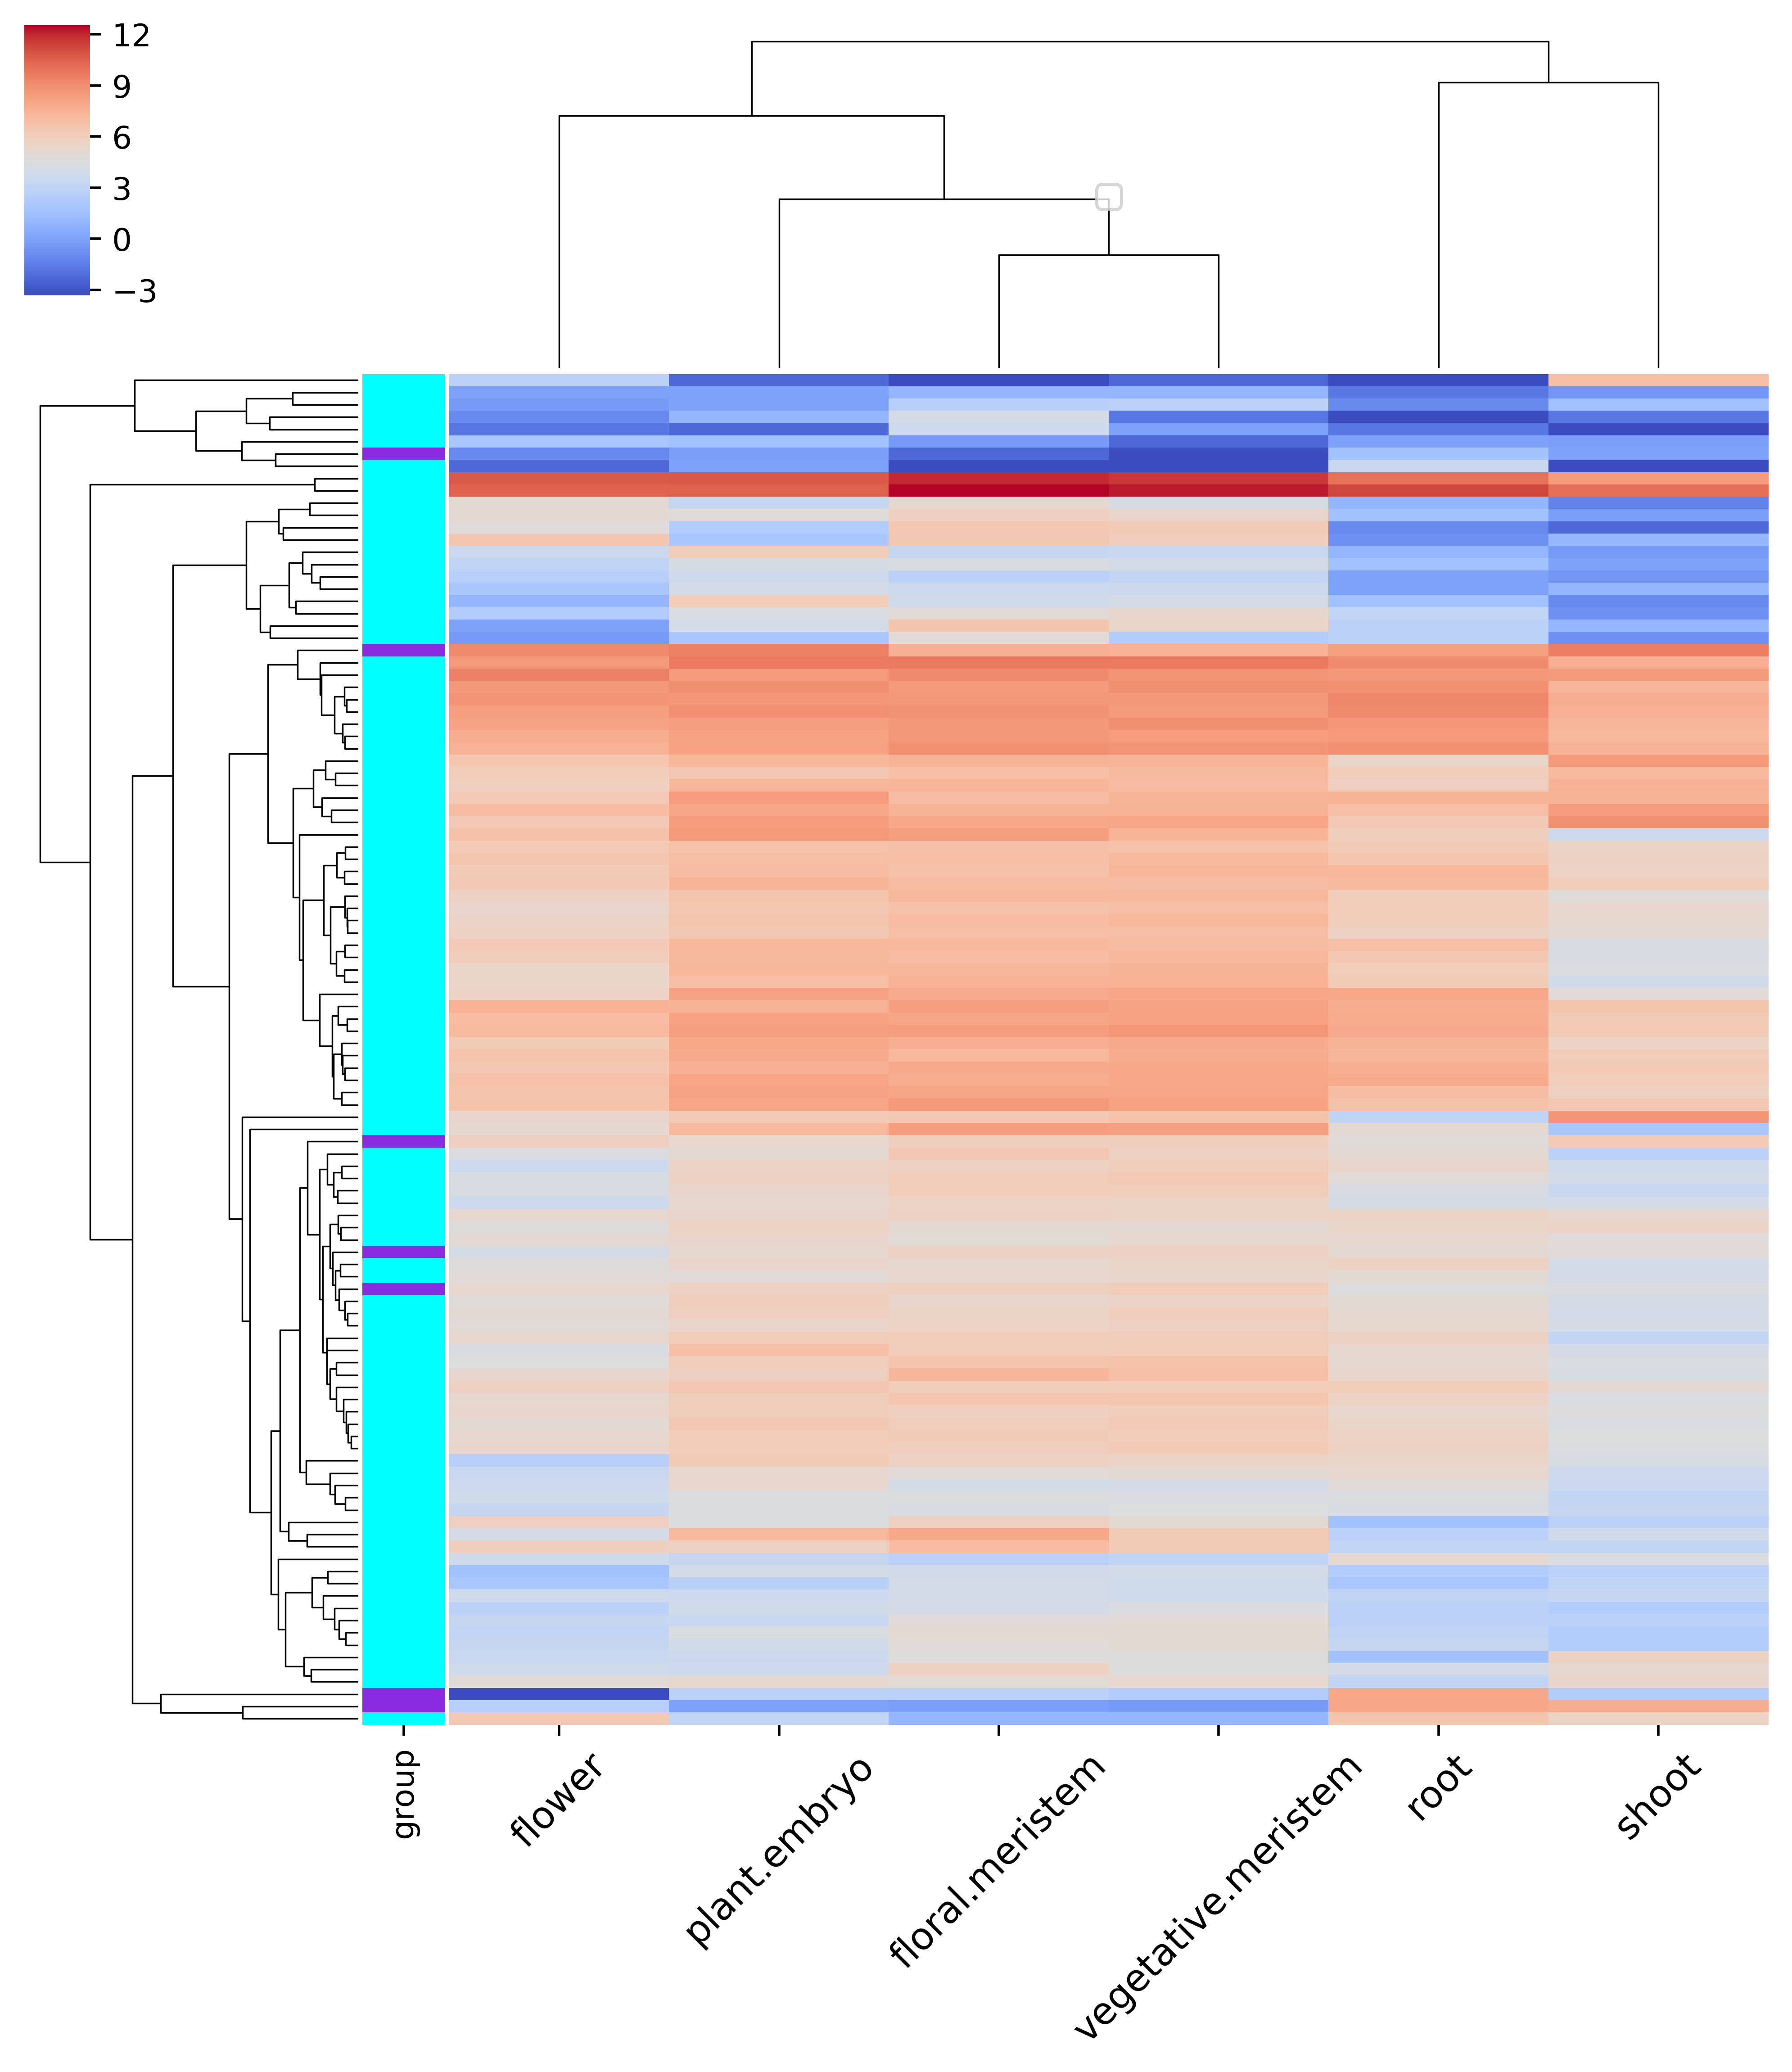 12
9
6
3
0
−3
group
flower
plant.embryo
floral.meristem
vegetative.meristem
root
shoot